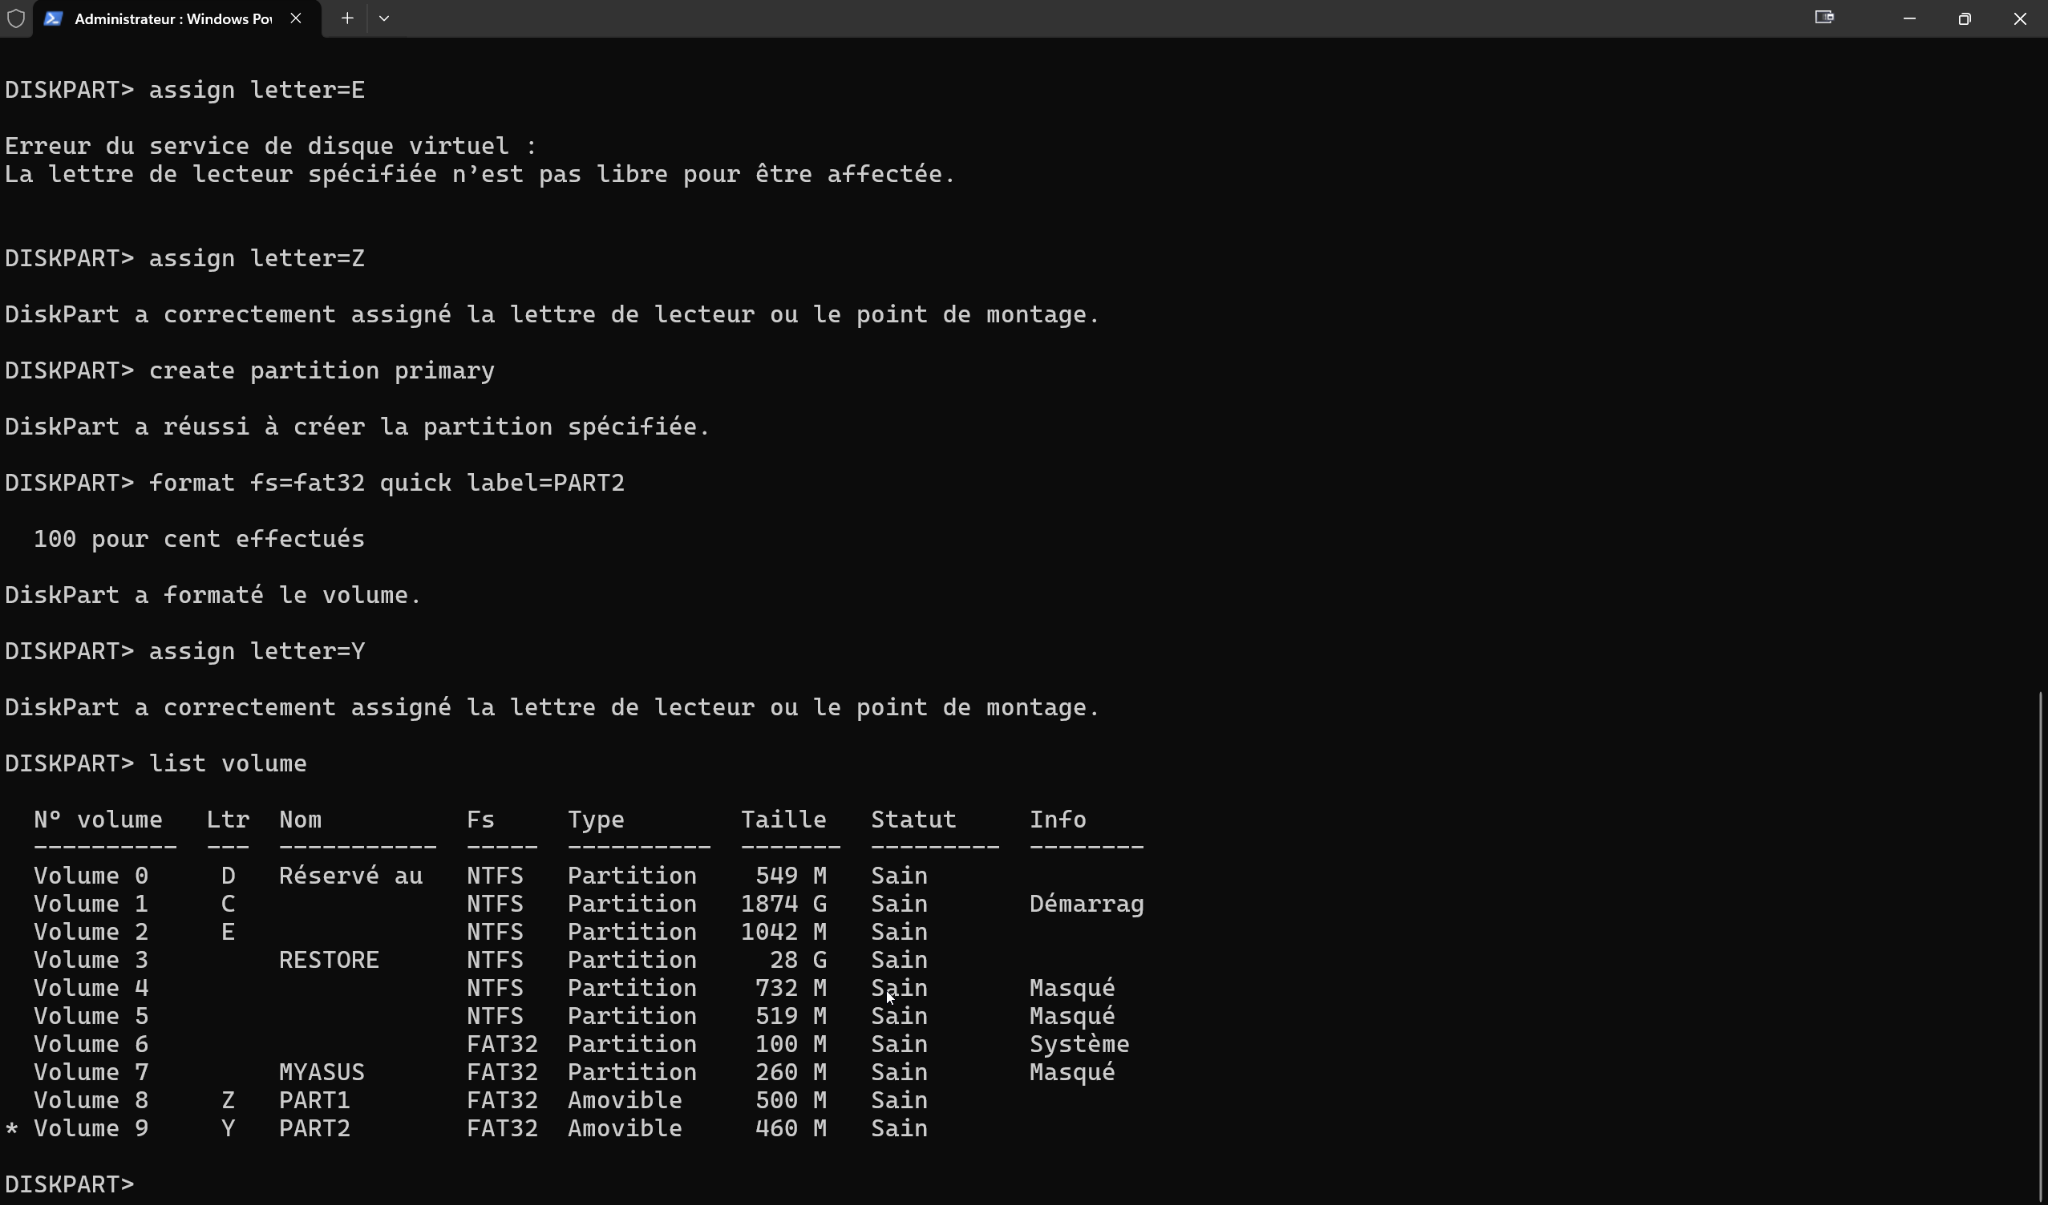 Administrateur : Windows Pow
DISKPART> assign letter=E
Erreur du service de disque virtuel :
La lettre de lecteur spécifiée n’est pas libre pour être affectée.
DISKPART> assign letter=Z
DiskPart a correctement assigné la lettre de lecteur ou le point de montage.
DISKPART> create partition primary
DiskPart a réussi à créer la partition spécifiée.
DISKPART> format fs=fat32 quick label=PART2
100 pour cent effectués
DiskPart a formaté le volume.
DISKPART> assign letter=Y
DiskPart a correctement assigné la lettre de lecteur ou le point de montage.
DISKPART> list volume
N° volume Ltr Nom Fs Type Taille Statut Info
---------- --- ----------- ----- ---------- ------- --------- --------
Volume 0 D Réservé au NTFS Partition 549 M Sain
Volume 1 C NTFS Partition 1874 G Sain Démarrag
Volume 2 E NTFS Partition 1042 M Sain
Volume 3 RESTORE NTFS Partition 28 G Sain
Volume 4 NTFS Partition 732 M Sain Masqué
Volume 5 NTFS Partition 519 M Sain Masqué
Volume 6 FAT32 Partition 100 M Sain Système
Volume 7 MYASUS FAT32 Partition 260 M Sain Masqué
Volume 8 Z PART1 FAT32 Amovible 500 M Sain
* Volume 9 Y PART2 FAT32 Amovible 460 M Sain
DISKPART>